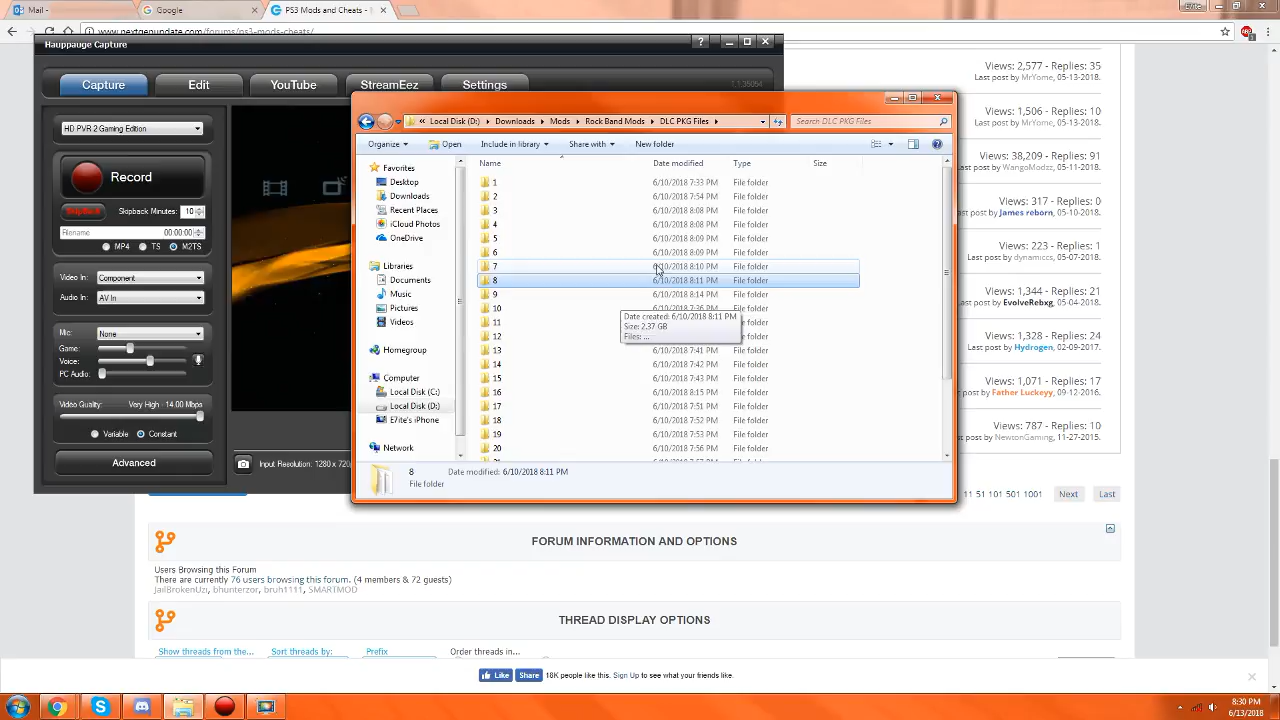 Mail -
Google
PS3 Mods and Cheats -
Elite
www.nextgenupdate.com/forums/ps3-mods-cheats/
Hauppauge Capture
Capture
Edit
YouTube
StreamEez
Settings
1.1.35064
HD PVR 2 Gaming Edition
Record
SkipBack
Skipback Minutes: 10
Filename 00:00:00
MP4 TS M2TS
Video In: Component
Audio In: AV In
Mic: None
Game:
Voice:
PC Audio:
Video Quality: Very High - 14.00 Mbps
Variable Constant
Advanced
Input Resolution: 1280 x 720
« Local Disk (D:) Downloads Mods Rock Band Mods DLC PKG Files
Search DLC PKG Files
Organize Open Include in library Share with New folder
Favorites
Desktop
Downloads
Recent Places
iCloud Photos
OneDrive
Libraries
Documents
Music
Pictures
Videos
Homegroup
Computer
Local Disk (C:)
Local Disk (D:)
E7ite's iPhone
Network
Name Date modified Type Size
1 6/10/2018 7:33 PM File folder
2 6/10/2018 7:54 PM File folder
3 6/10/2018 8:08 PM File folder
4 6/10/2018 8:08 PM File folder
5 6/10/2018 8:09 PM File folder
6 6/10/2018 8:09 PM File folder
7 6/10/2018 8:10 PM File folder
8 6/10/2018 8:11 PM File folder
9 6/10/2018 8:14 PM File folder
10 6/10/2018 7:36 PM File folder
11 File folder
12 File folder
13 6/10/2018 7:41 PM File folder
14 6/10/2018 7:42 PM File folder
15 6/10/2018 7:43 PM File folder
16 6/10/2018 8:15 PM File folder
17 6/10/2018 7:51 PM File folder
18 6/10/2018 7:52 PM File folder
19 6/10/2018 7:53 PM File folder
20 6/10/2018 7:56 PM File folder
Date created: 6/10/2018 8:11 PM
Size: 2.37 GB
Files: ...
8 Date modified: 6/10/2018 8:11 PM
File folder
Views: 2,577 - Replies: 35
Last post by MrYome, 05-13-2018.
Views: 1,506 - Replies: 10
Last post by MrYome, 05-13-2018.
Views: 38,209 - Replies: 91
Last post by WangoModzz, 05-11-2018.
Views: 317 - Replies: 0
Last post by James reborn, 05-10-2018.
Views: 223 - Replies: 1
Last post by dynamiccs, 05-06-2018.
Views: 1,344 - Replies: 21
Last post by EvolveRebxg, 05-04-2018.
Views: 1,328 - Replies: 16
Last post by Hydrogen, 02-09-2017.
Views: 1,071 - Replies: 17
Last post by Father Luckeyy, 09-12-2016.
Views: 787 - Replies: 10
Last post by NewzonGaming, 11-27-2015.
11 51 101 501 1001 Next Last
FORUM INFORMATION AND OPTIONS
Users Browsing this Forum
There are currently 76 users browsing this forum. (4 members & 72 guests)
JailBrokenUzi, bhunterzor, bruh1111, SMARTMOD
THREAD DISPLAY OPTIONS
Show threads from the... Sort threads by: Prefix Order threads in...
Like Share 18K people like this. Sign Up to see what your friends like.
8:30 PM
6/13/2018